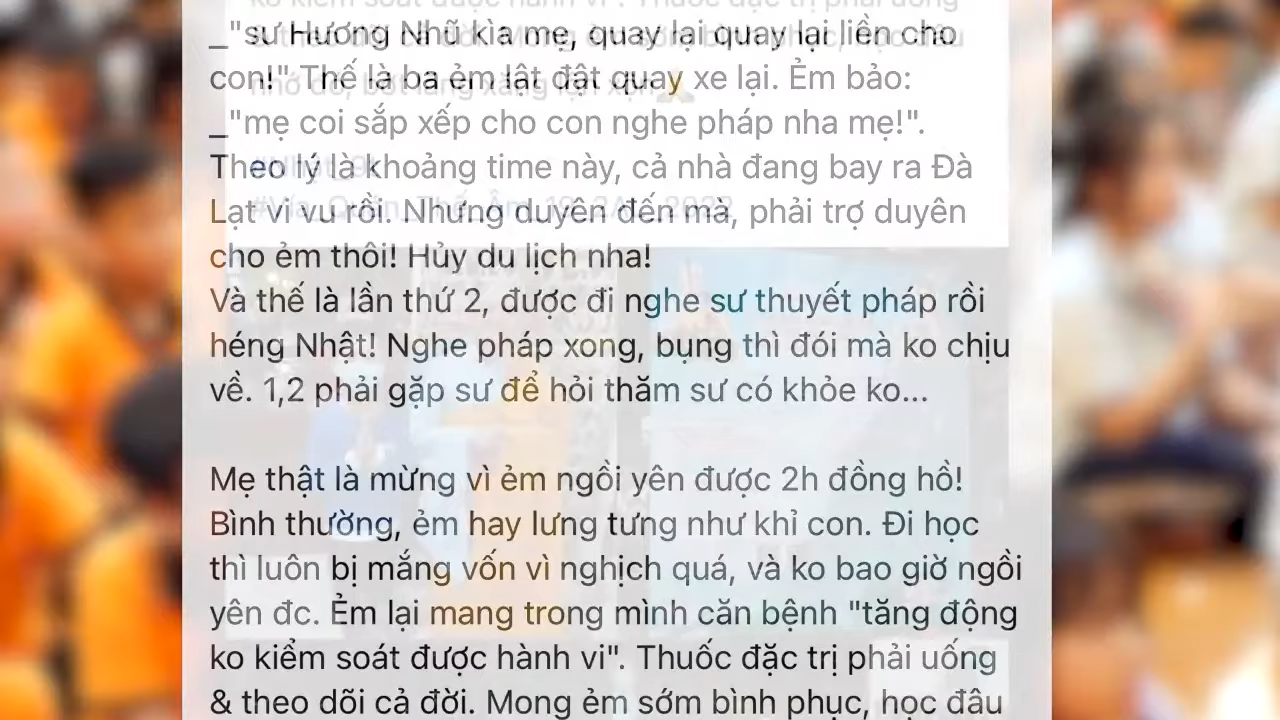 _"sư Hương Nhũ kìa mẹ, quay lại quay lại liền cho
con!" Thế là ba ẻm lật đật quay xe lại. Ẻm bảo:
_"mẹ coi sắp xếp cho con nghe pháp nha mẹ!".
Theo lý là khoảng time này, cả nhà đang bay ra Đà
Lạt vi vu rồi. Nhưng duyên đến mà, phải trợ duyên
cho ẻm thôi! Hủy du lịch nha!
Và thế là lần thứ 2, được đi nghe sư thuyết pháp rồi
héng Nhật! Nghe pháp xong, bụng thì đói mà ko chịu
về. 1,2 phải gặp sư để hỏi thăm sư có khỏe ko...
Mẹ thật là mừng vì ẻm ngồi yên được 2h đồng hồ!
Bình thường, ẻm hay lưng tưng như khỉ con. Đi học
thì luôn bị mắng vốn vì nghịch quá, và ko bao giờ ngồi
yên đc. Ẻm lại mang trong mình căn bệnh "tăng động
ko kiểm soát được hành vi". Thuốc đặc trị phải uống
& theo dõi cả đời. Mong ẻm sớm bình phục, học đâu